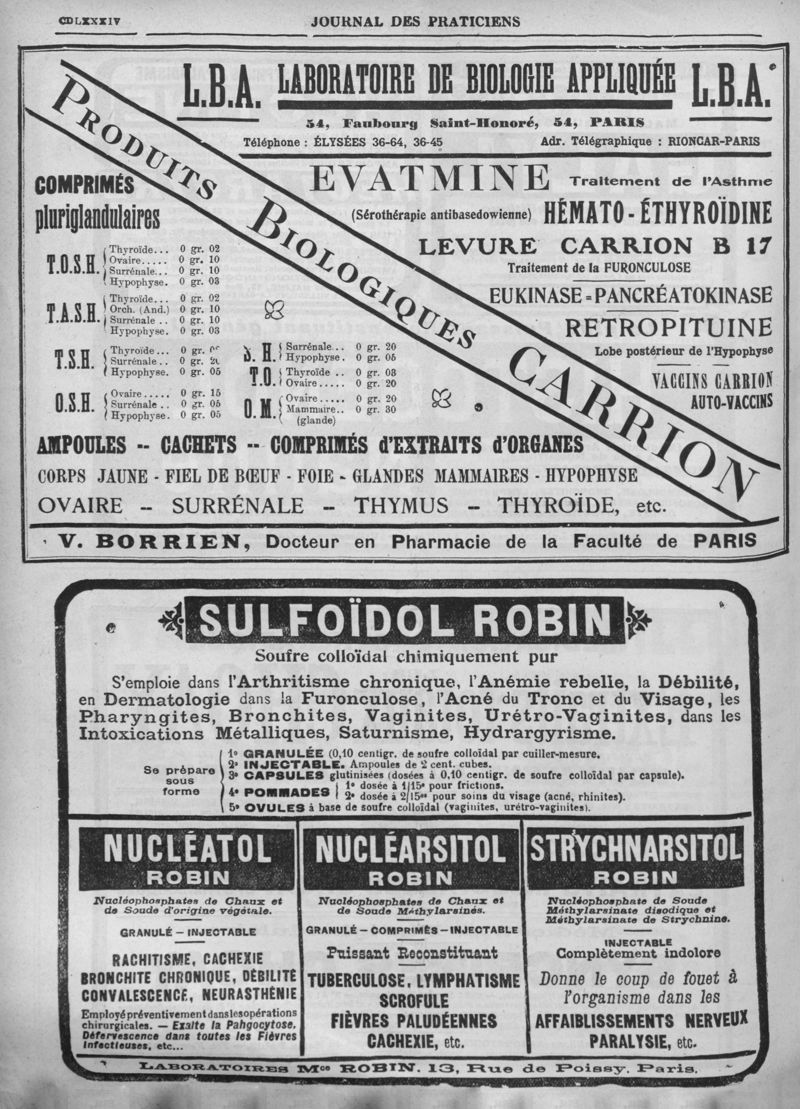 CDLXXXIV
JOURNAL DES PRATICIENS
L.B.A. LABORATOIRE DE BIOLOGIE APPLIQUÉE L.B.A.
54, Faubourg Saint-Honoré, 54, PARIS
Téléphone : ÉLYSÉES 36-64, 36-45 Adr. Télégraphique : RIONCAR-PARIS
PRODUITS BIOLOGIQUES CARRION
COMPRIMÉS
pluriglandulaires
T.O.S.H. Thyroïde... 0 gr. 02
Ovaire..... 0 gr. 10
Surrénale... 0 gr. 10
Hypophyse. 0 gr. 03
T.A.S.H. Thyroïde... 0 gr. 02
Orch. (And.) 0 gr. 10
Surrénale .. 0 gr. 10
Hypophyse. 0 gr. 03
T.S.H. Thyroïde... 0 gr.
Surrénale .. 0 gr.
Hypophyse. 0 gr. 05
O.S.H. Ovaire..... 0 gr. 15
Surrénale .. 0 gr. 05
Hypophyse. 0 gr. 05
S. H. Surrénale... 0 gr. 20
Hypophyse. 0 gr. 05
T.O. Thyroïde .. 0 gr. 03
Ovaire..... 0 gr. 20
O.M. Ovaire..... 0 gr. 20
Mammaire.. 0 gr. 30
(glande)
EVATMINE Traitement de l'Asthme
(Sérothérapie antibasedowienne) HÉMATO-ÉTHYROÏDINE
LEVURE CARRION B 17
Traitement de la FURONCULOSE
EUKINASE=PANCRÉATOKINASE
RETROPITUINE
Lobe postérieur de l'Hypophyse
VACCINS CARRION
AUTO-VACCINS
AMPOULES -- CACHETS -- COMPRIMÉS d'EXTRAITS d'ORGANES
CORPS JAUNE - FIEL DE BŒUF - FOIE - GLANDES MAMMAIRES - HYPOPHYSE
OVAIRE -- SURRÉNALE -- THYMUS -- THYROÏDE, etc.
V. BORRIEN, Docteur en Pharmacie de la Faculté de PARIS
SULFOÏDOL ROBIN
Soufre colloïdal chimiquement pur
S'emploie dans l'Arthritisme chronique, l'Anémie rebelle, la Débilité,
en Dermatologie dans la Furonculose, l'Acné du Tronc et du Visage, les
Pharyngites, Bronchites, Vaginites, Urétro-Vaginites, dans les
Intoxications Métalliques, Saturnisme, Hydrargyrisme.
Se prépare
sous
forme
1° GRANULÉE (0,10 centigr. de soufre colloïdal par cuiller-mesure.
2° INJECTABLE. Ampoules de 2 cent. cubes.
3° CAPSULES glutinisées (dosées à 0,10 centigr. de soufre colloïdal par capsule).
4° POMMADES 1° dosée à 1/15e pour frictions.
2° dosée à 2/15es pour soins du visage (acné, rhinites).
5° OVULES à base de soufre colloïdal (vaginites, urétro-vaginites).
NUCLÉATOL
ROBIN
Nucléophosphates de Chaux et
de Soude d'origine végétale.
GRANULÉ — INJECTABLE
RACHITISME, CACHEXIE
BRONCHITE CHRONIQUE, DÉBILITÉ
CONVALESCENCE, NEURASTHÉNIE
Employé préventivement dans les opérations
chirurgicales. — Exalte la Pahgocytose.
Défervescence dans toutes les Fièvres
Infectieuses, etc...
NUCLÉARSITOL
ROBIN
Nucléophosphates de Chaux et
de Soude Méthylarsinés.
GRANULÉ — COMPRIMÉS — INJECTABLE
Puissant Reconstituant
TUBERCULOSE, LYMPHATISME
SCROFULE
FIÈVRES PALUDÉENNES
CACHEXIE, etc.
STRYCHNARSITOL
ROBIN
Nucléophosphate de Soude
Méthylarsinate disodique et
Méthylarsinate de Strychnine.
INJECTABLE
Complètement indolore
Donne le coup de fouet à
l'organisme dans les
AFFAIBLISSEMENTS NERVEUX
PARALYSIE, etc.
LABORATOIRES Mce ROBIN. 13, Rue de Poissy. Paris.